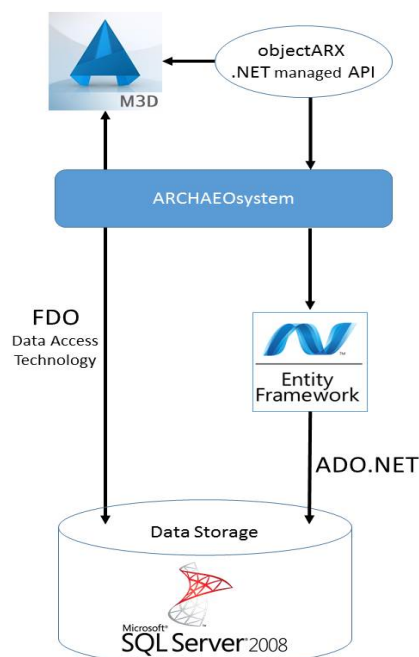 objectARX
.NET managed API
M3D
ARCHAEOsystem
FDO
Data Access
Technology
Entity
Framework
ADO.NET
Data Storage
Microsoft®
SQL Server®2008